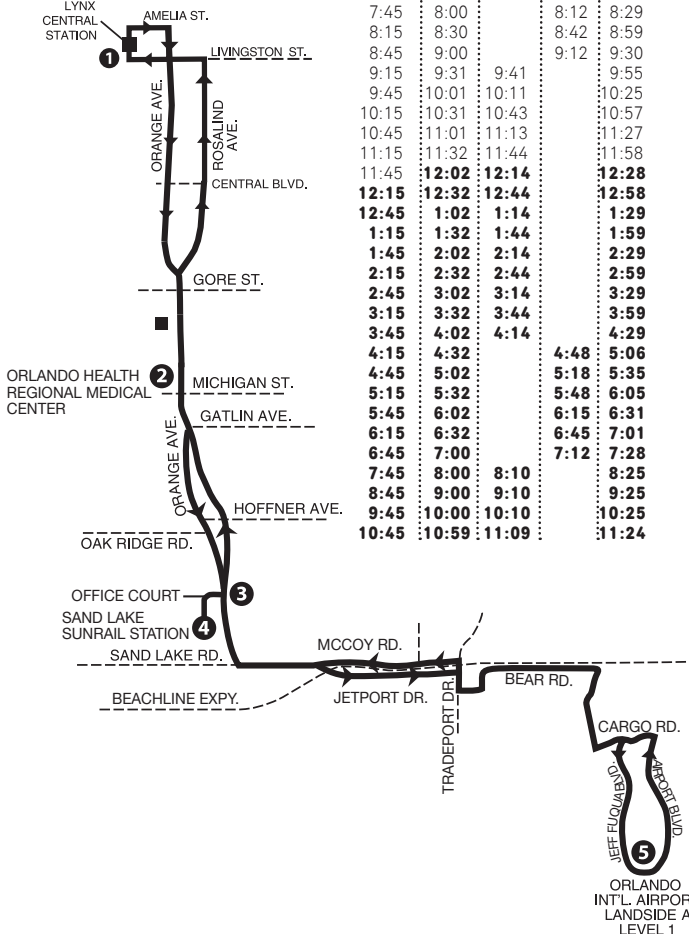 LYNX
CENTRAL
STATION
AMELIA ST.
1
LIVINGSTON ST.
ORANGE AVE.
ROSALIND
AVE.
CENTRAL BLVD.
GORE ST.
ORLANDO HEALTH
REGIONAL MEDICAL
CENTER
2
MICHIGAN ST.
GATLIN AVE.
ORANGE AVE.
HOFFNER AVE.
OAK RIDGE RD.
OFFICE COURT
3
SAND LAKE
SUNRAIL STATION
4
SAND LAKE RD.
MCCOY RD.
BEACHLINE EXPY.
JETPORT DR.
TRADEPORT DR.
BEAR RD.
CARGO RD.
JEFF FUQUA BLVD.
AIRPORT BLVD.
5
ORLANDO
INT'L. AIRPOR
LANDSIDE A
LEVEL 1
7:45 8:00 8:12 8:29
8:15 8:30 8:42 8:59
8:45 9:00 9:12 9:30
9:15 9:31 9:41 9:55
9:45 10:01 10:11 10:25
10:15 10:31 10:43 10:57
10:45 11:01 11:13 11:27
11:15 11:32 11:44 11:58
11:45 12:02 12:14 12:28
12:15 12:32 12:44 12:58
12:45 1:02 1:14 1:29
1:15 1:32 1:44 1:59
1:45 2:02 2:14 2:29
2:15 2:32 2:44 2:59
2:45 3:02 3:14 3:29
3:15 3:32 3:44 3:59
3:45 4:02 4:14 4:29
4:15 4:32 4:48 5:06
4:45 5:02 5:18 5:35
5:15 5:32 5:48 6:05
5:45 6:02 6:15 6:31
6:15 6:32 6:45 7:01
6:45 7:00 7:12 7:28
7:45 8:00 8:10 8:25
8:45 9:00 9:10 9:25
9:45 10:00 10:10 10:25
10:45 10:59 11:09 11:24